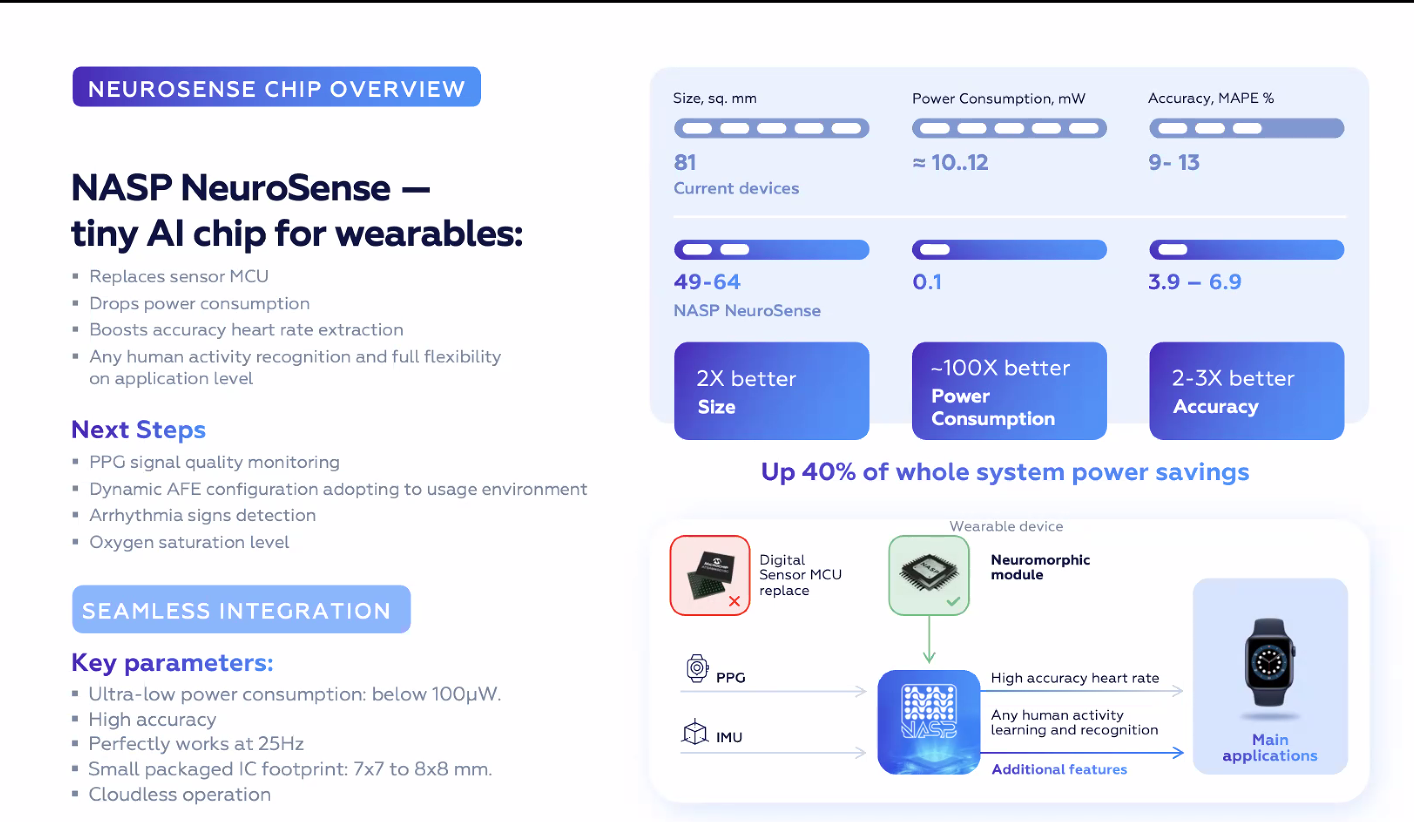 NEUROSENSE CHIP OVERVIEW
NASP NeuroSense —
tiny AI chip for wearables:
▪ Replaces sensor MCU
▪ Drops power consumption
▪ Boosts accuracy heart rate extraction
▪ Any human activity recognition and full flexibility
on application level
Next Steps
▪ PPG signal quality monitoring
▪ Dynamic AFE configuration adopting to usage environment
▪ Arrhythmia signs detection
▪ Oxygen saturation level
SEAMLESS INTEGRATION
Key parameters:
▪ Ultra-low power consumption: below 100µW.
▪ High accuracy
▪ Perfectly works at 25Hz
▪ Small packaged IC footprint: 7x7 to 8x8 mm.
▪ Cloudless operation
Size, sq. mm
81
Current devices
49-64
NASP NeuroSense
2X better
Size
Power Consumption, mW
≈ 10..12
0.1
~100X better
Power
Consumption
Accuracy, MAPE %
9- 13
3.9 – 6.9
2-3X better
Accuracy
Up 40% of whole system power savings
Wearable device
Digital
Sensor MCU
replace
NASP
Neuromorphic
module
PPG
IMU
NASP
High accuracy heart rate
Any human activity
learning and recognition
Additional features
Main
applications